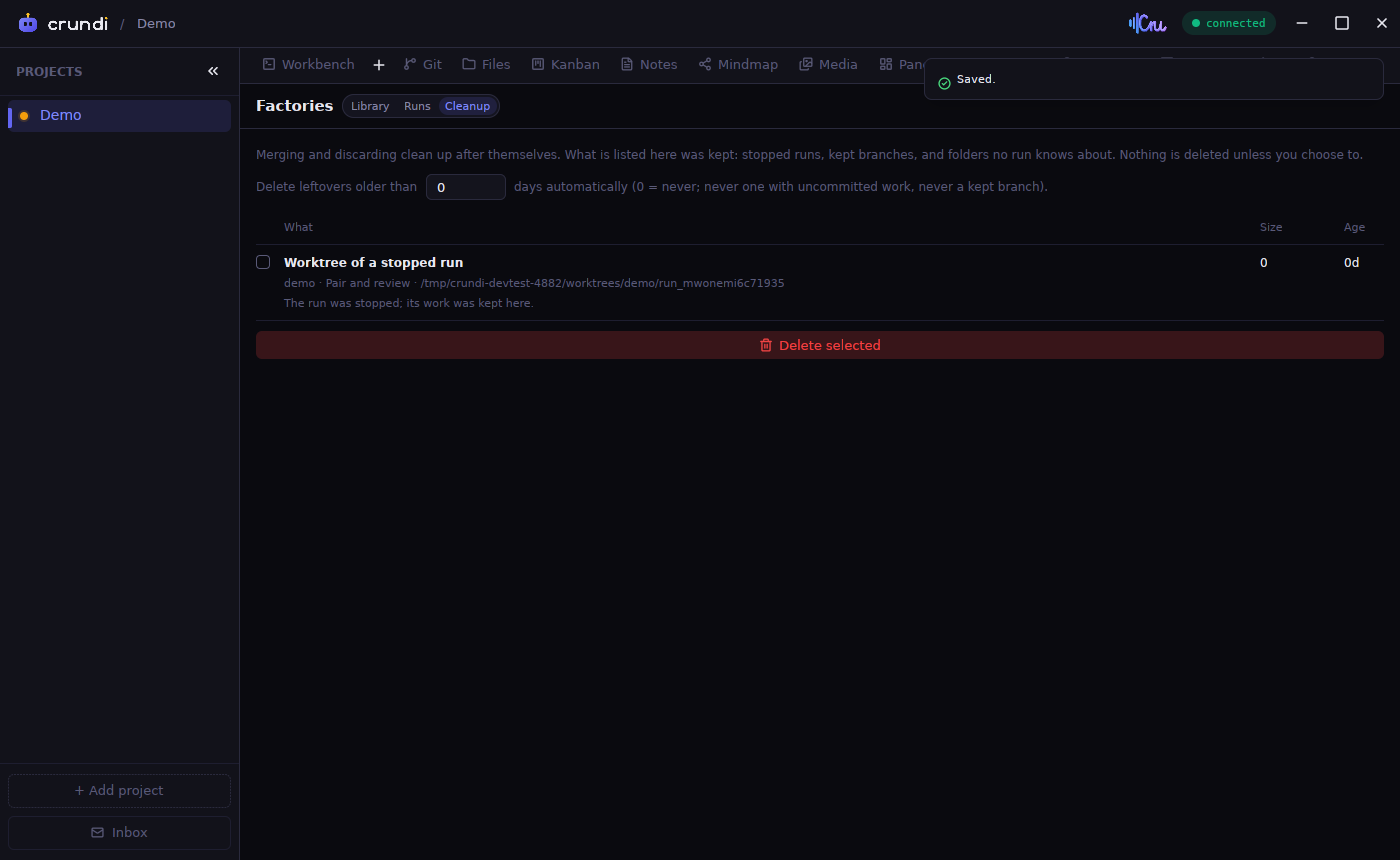 crundi / Demo
Cru
connected
PROJECTS
Workbench
Git
Files
Kanban
Notes
Mindmap
Media
Saved.
Demo
Factories
Library
Runs
Cleanup
Merging and discarding clean up after themselves. What is listed here was kept: stopped runs, kept branches, and folders no run knows about. Nothing is deleted unless you choose to.
Delete leftovers older than 0 days automatically (0 = never; never one with uncommitted work, never a kept branch).
What Size Age
Worktree of a stopped run 0 0d
demo · Pair and review · /tmp/crundi-devtest-4882/worktrees/demo/run_mwonemi6c71935
The run was stopped; its work was kept here.
Delete selected
+ Add project
Inbox